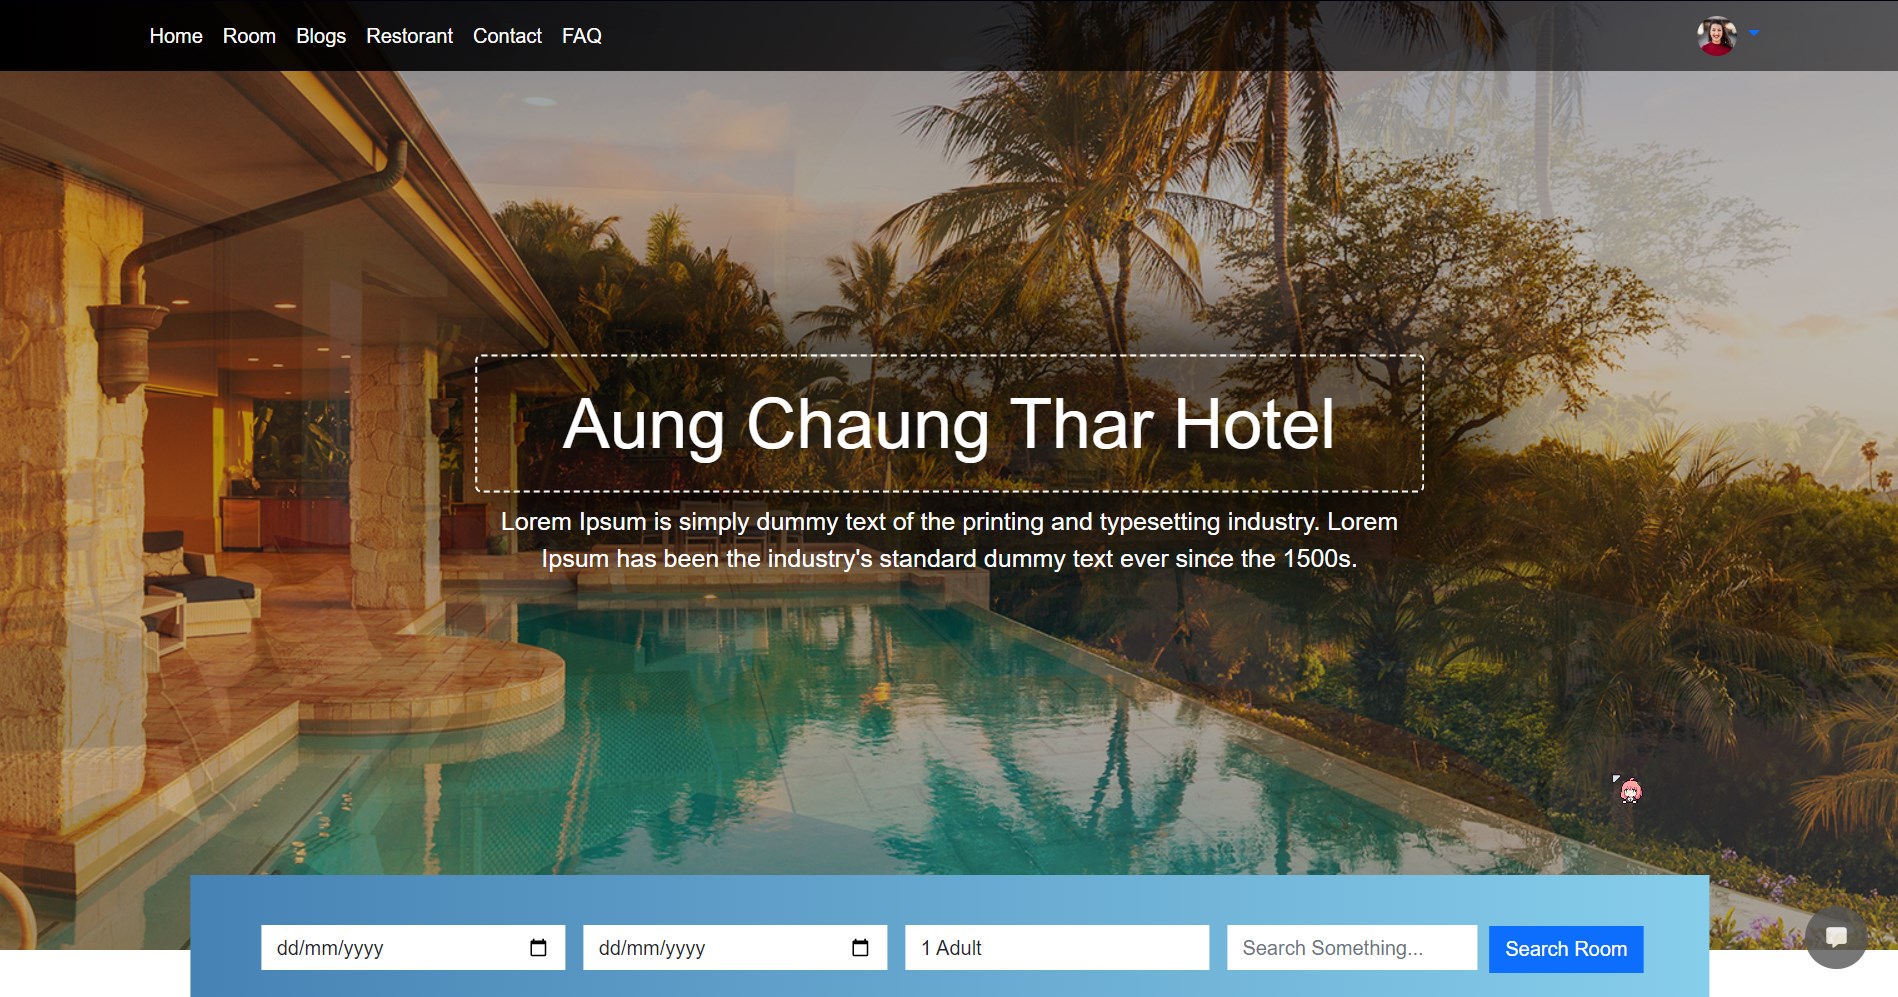 Home Room Blogs Restorant Contact FAQ
Aung Chaung Thar Hotel
Lorem Ipsum is simply dummy text of the printing and typesetting industry. Lorem
Ipsum has been the industry's standard dummy text ever since the 1500s.
dd/mm/yyyy dd/mm/yyyy 1 Adult Search Something... Search Room